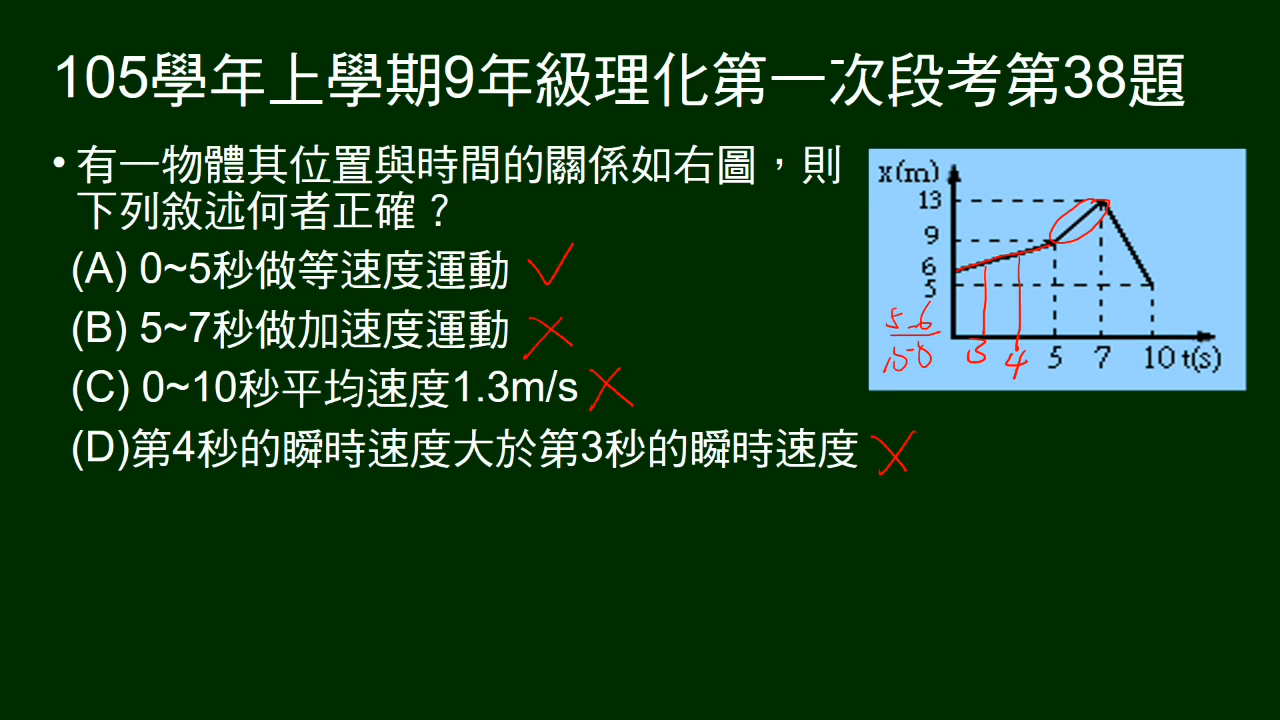 105學年上學期9年級理化第一次段考第38題
• 有一物體其位置與時間的關係如右圖，則
下列敘述何者正確？
(A) 0~5秒做等速度運動
(B) 5~7秒做加速度運動
(C) 0~10秒平均速度1.3m/s
(D)第4秒的瞬時速度大於第3秒的瞬時速度
x(m)
13
9
6
5
5-6
10-0
3 4 5 7 10 t(s)